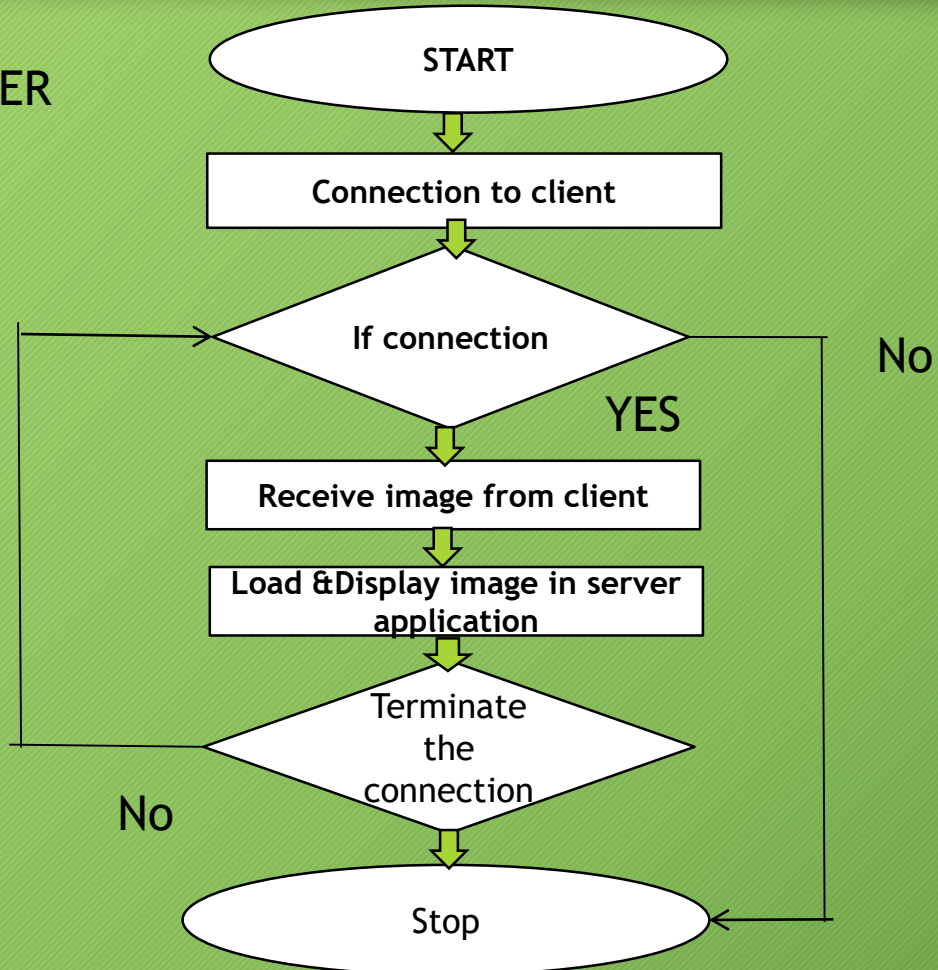 START
ER
Connection to client
If connection
No
YES
Receive image from client
Load &Display image in server
application
Terminate
the
connection
No
Stop